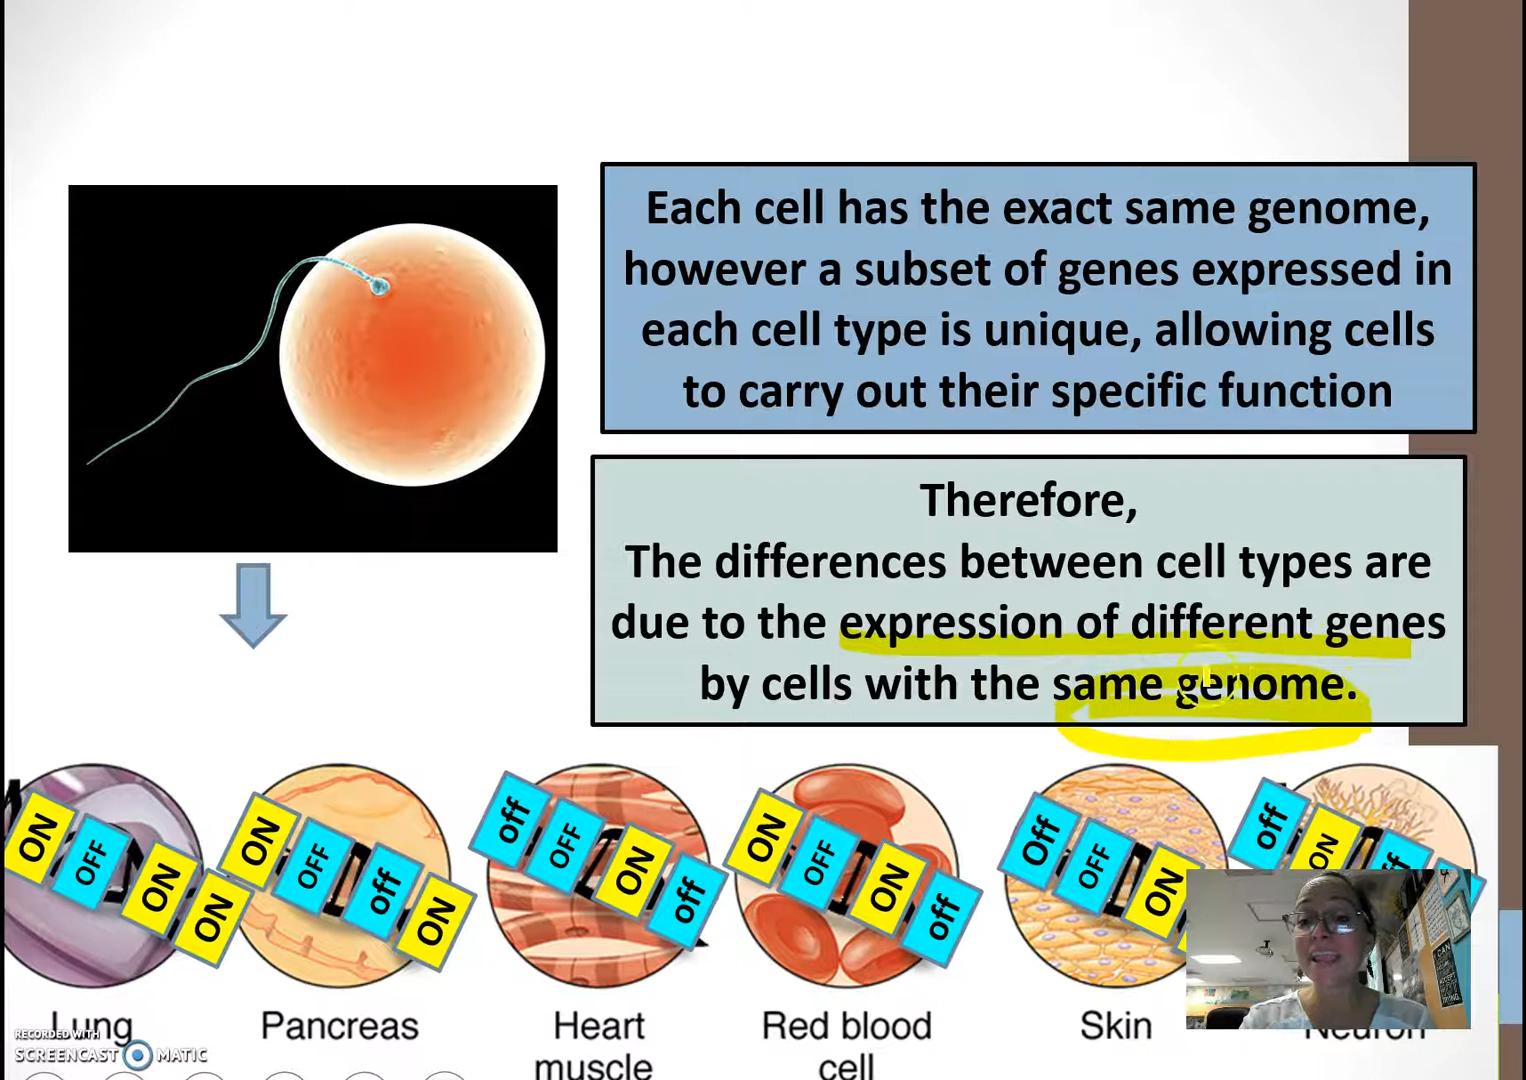 Each cell has the exact same genome,
however a subset of genes expressed in
each cell type is unique, allowing cells
to carry out their specific function
Therefore,
The differences between cell types are
due to the expression of different genes
by cells with the same genome.
ON OFF ON ON
ON OFF off ON
off OFF ON off
ON OFF ON off
Off OFF ON
off ON off
Lung
Pancreas
Heart
muscle
Red blood
cell
Skin
Neuron
RECORDED WITH
SCREENCAST MATIC